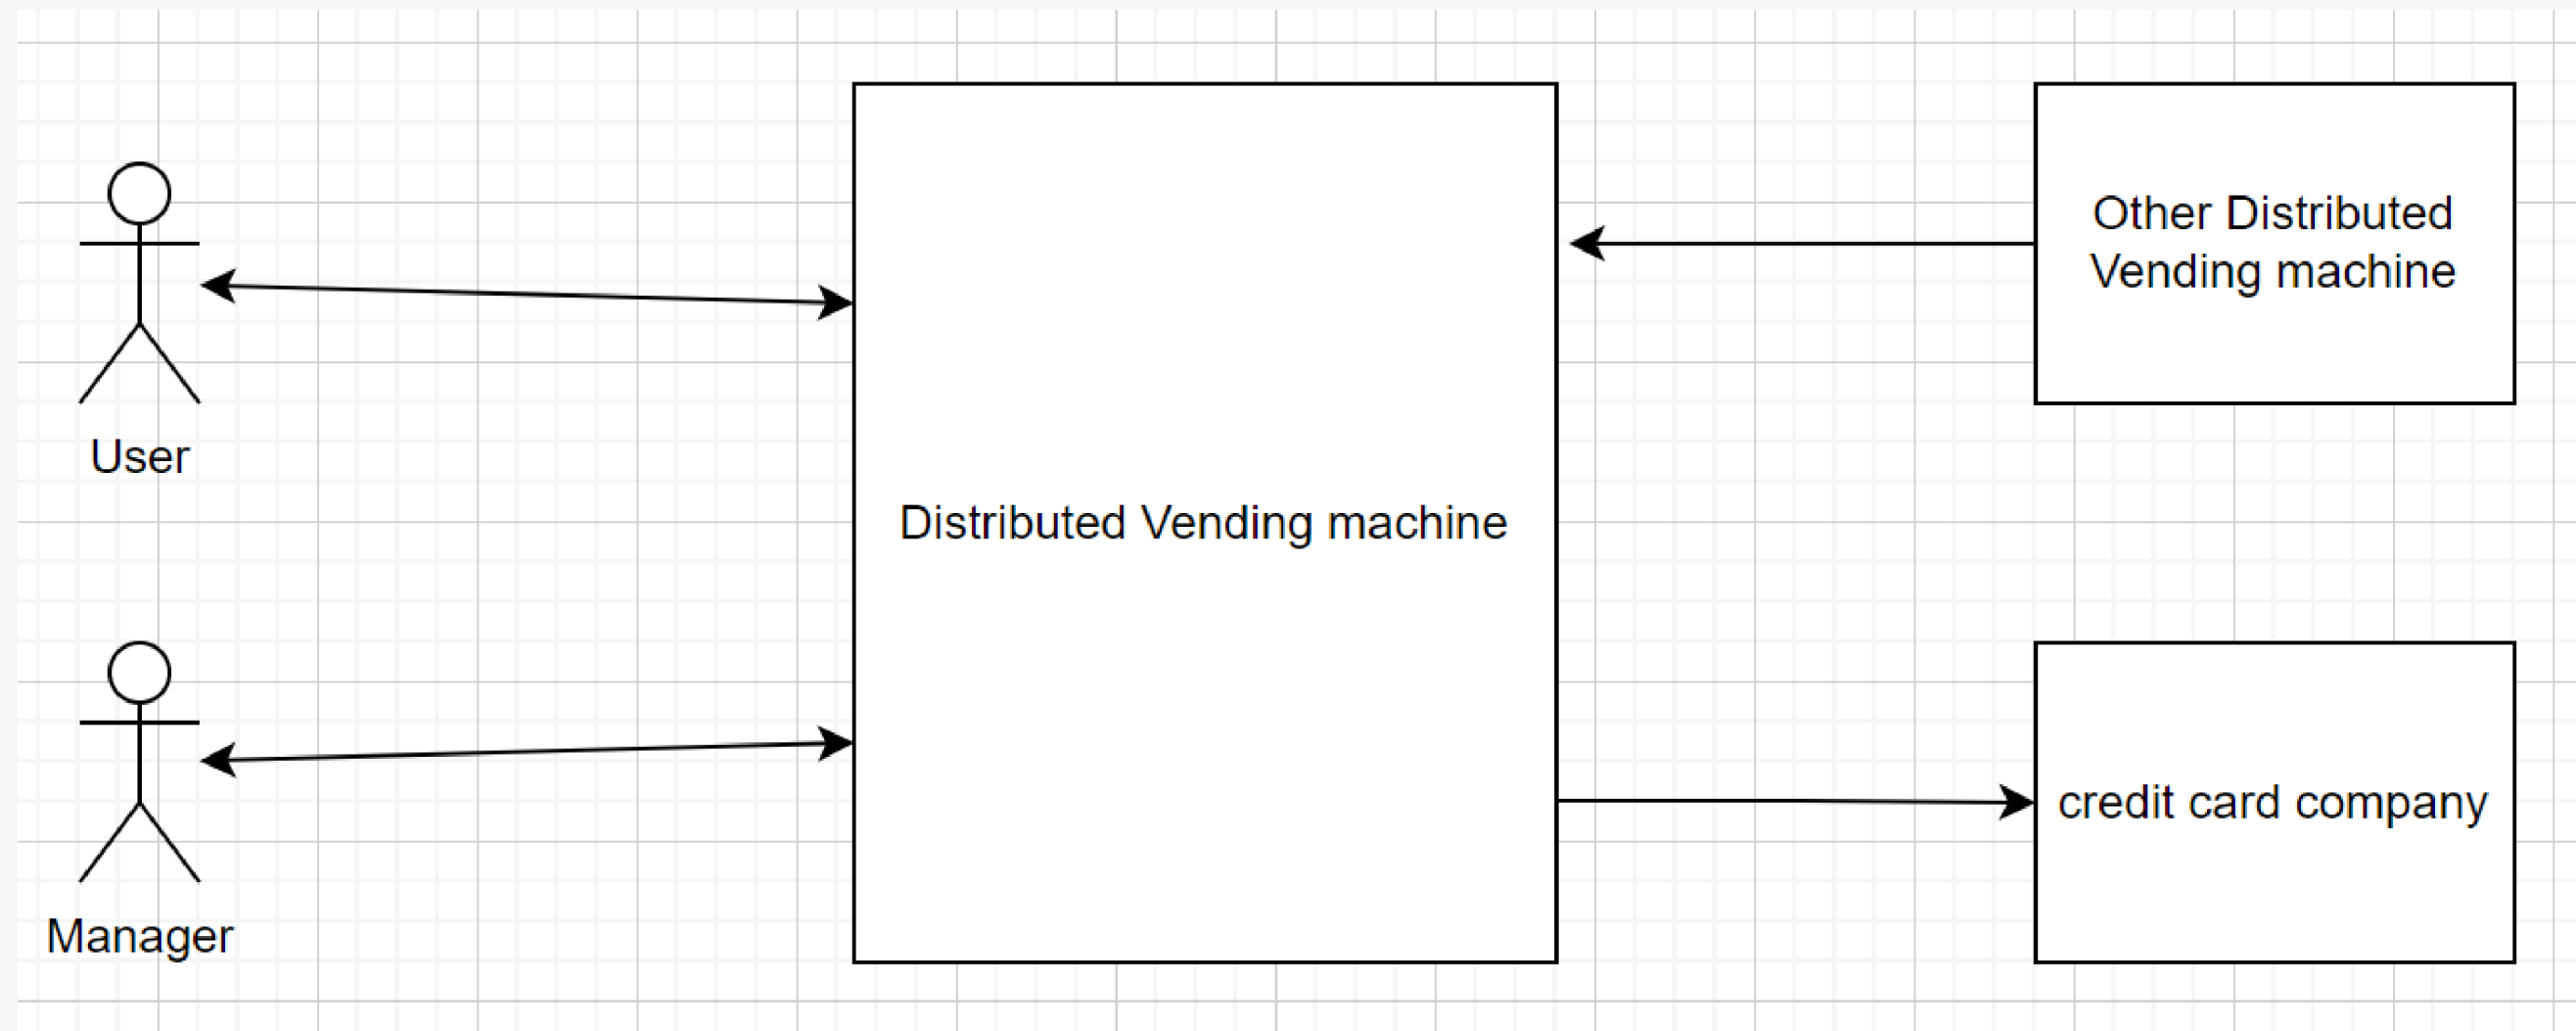 User
Manager
Distributed Vending machine
Other Distributed
Vending machine
credit card company